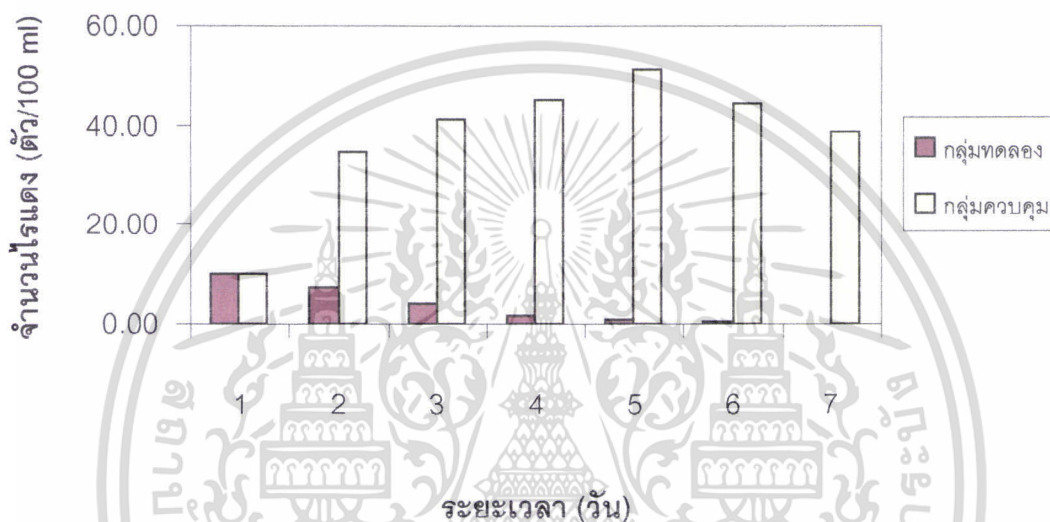 จำนวนไรแดง (ตัว/100 ml)
60.00
40.00
20.00
0.00
1 2 3 4 5 6 7
ระยะเวลา (วัน)
กลุ่มทดลอง
กลุ่มควบคุม